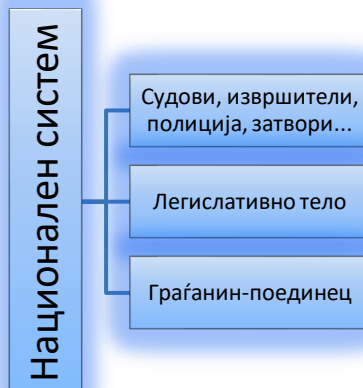 Национален систем
Судови, извршители,
полиција, затвори...
Легислативно тело
Граѓанин-поединец